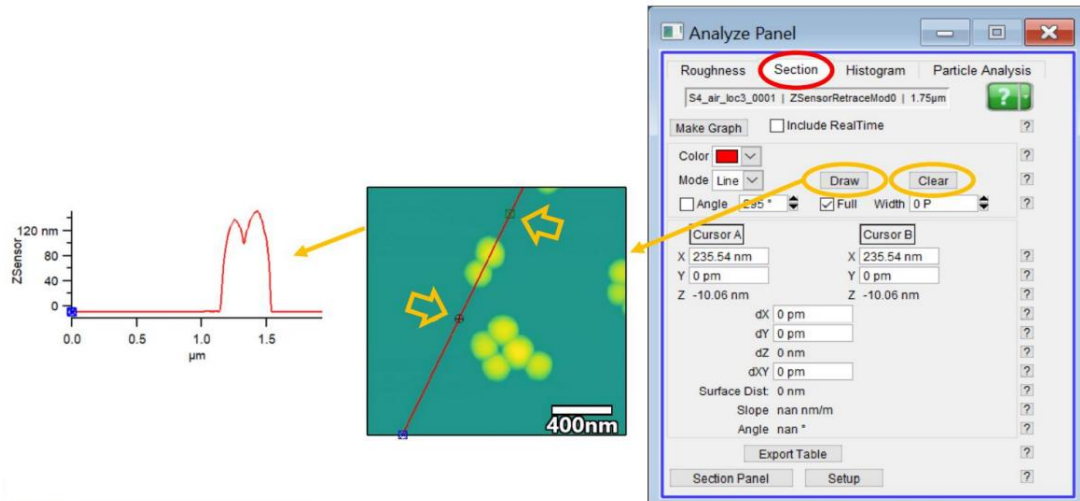 120 nm
80
40
0
ZSensor
0.0 0.5 1.0 1.5
µm
400nm
Analyze Panel
Roughness Section Histogram Particle Analysis
S4_air_loc3_0001 | ZSensorRetraceMod0 | 1.75µm ?
Make Graph Include RealTime ?
Color ?
Mode Line Draw Clear ?
Angle 295 ° Full Width 0 P ?
Cursor A Cursor B
X 235.54 nm X 235.54 nm ?
Y 0 pm Y 0 pm ?
Z -10.06 nm Z -10.06 nm ?
dX 0 pm ?
dY 0 pm ?
dZ 0 nm ?
dXY 0 pm ?
Surface Dist: 0 nm ?
Slope nan nm/m ?
Angle nan ° ?
Export Table ?
Section Panel Setup ?